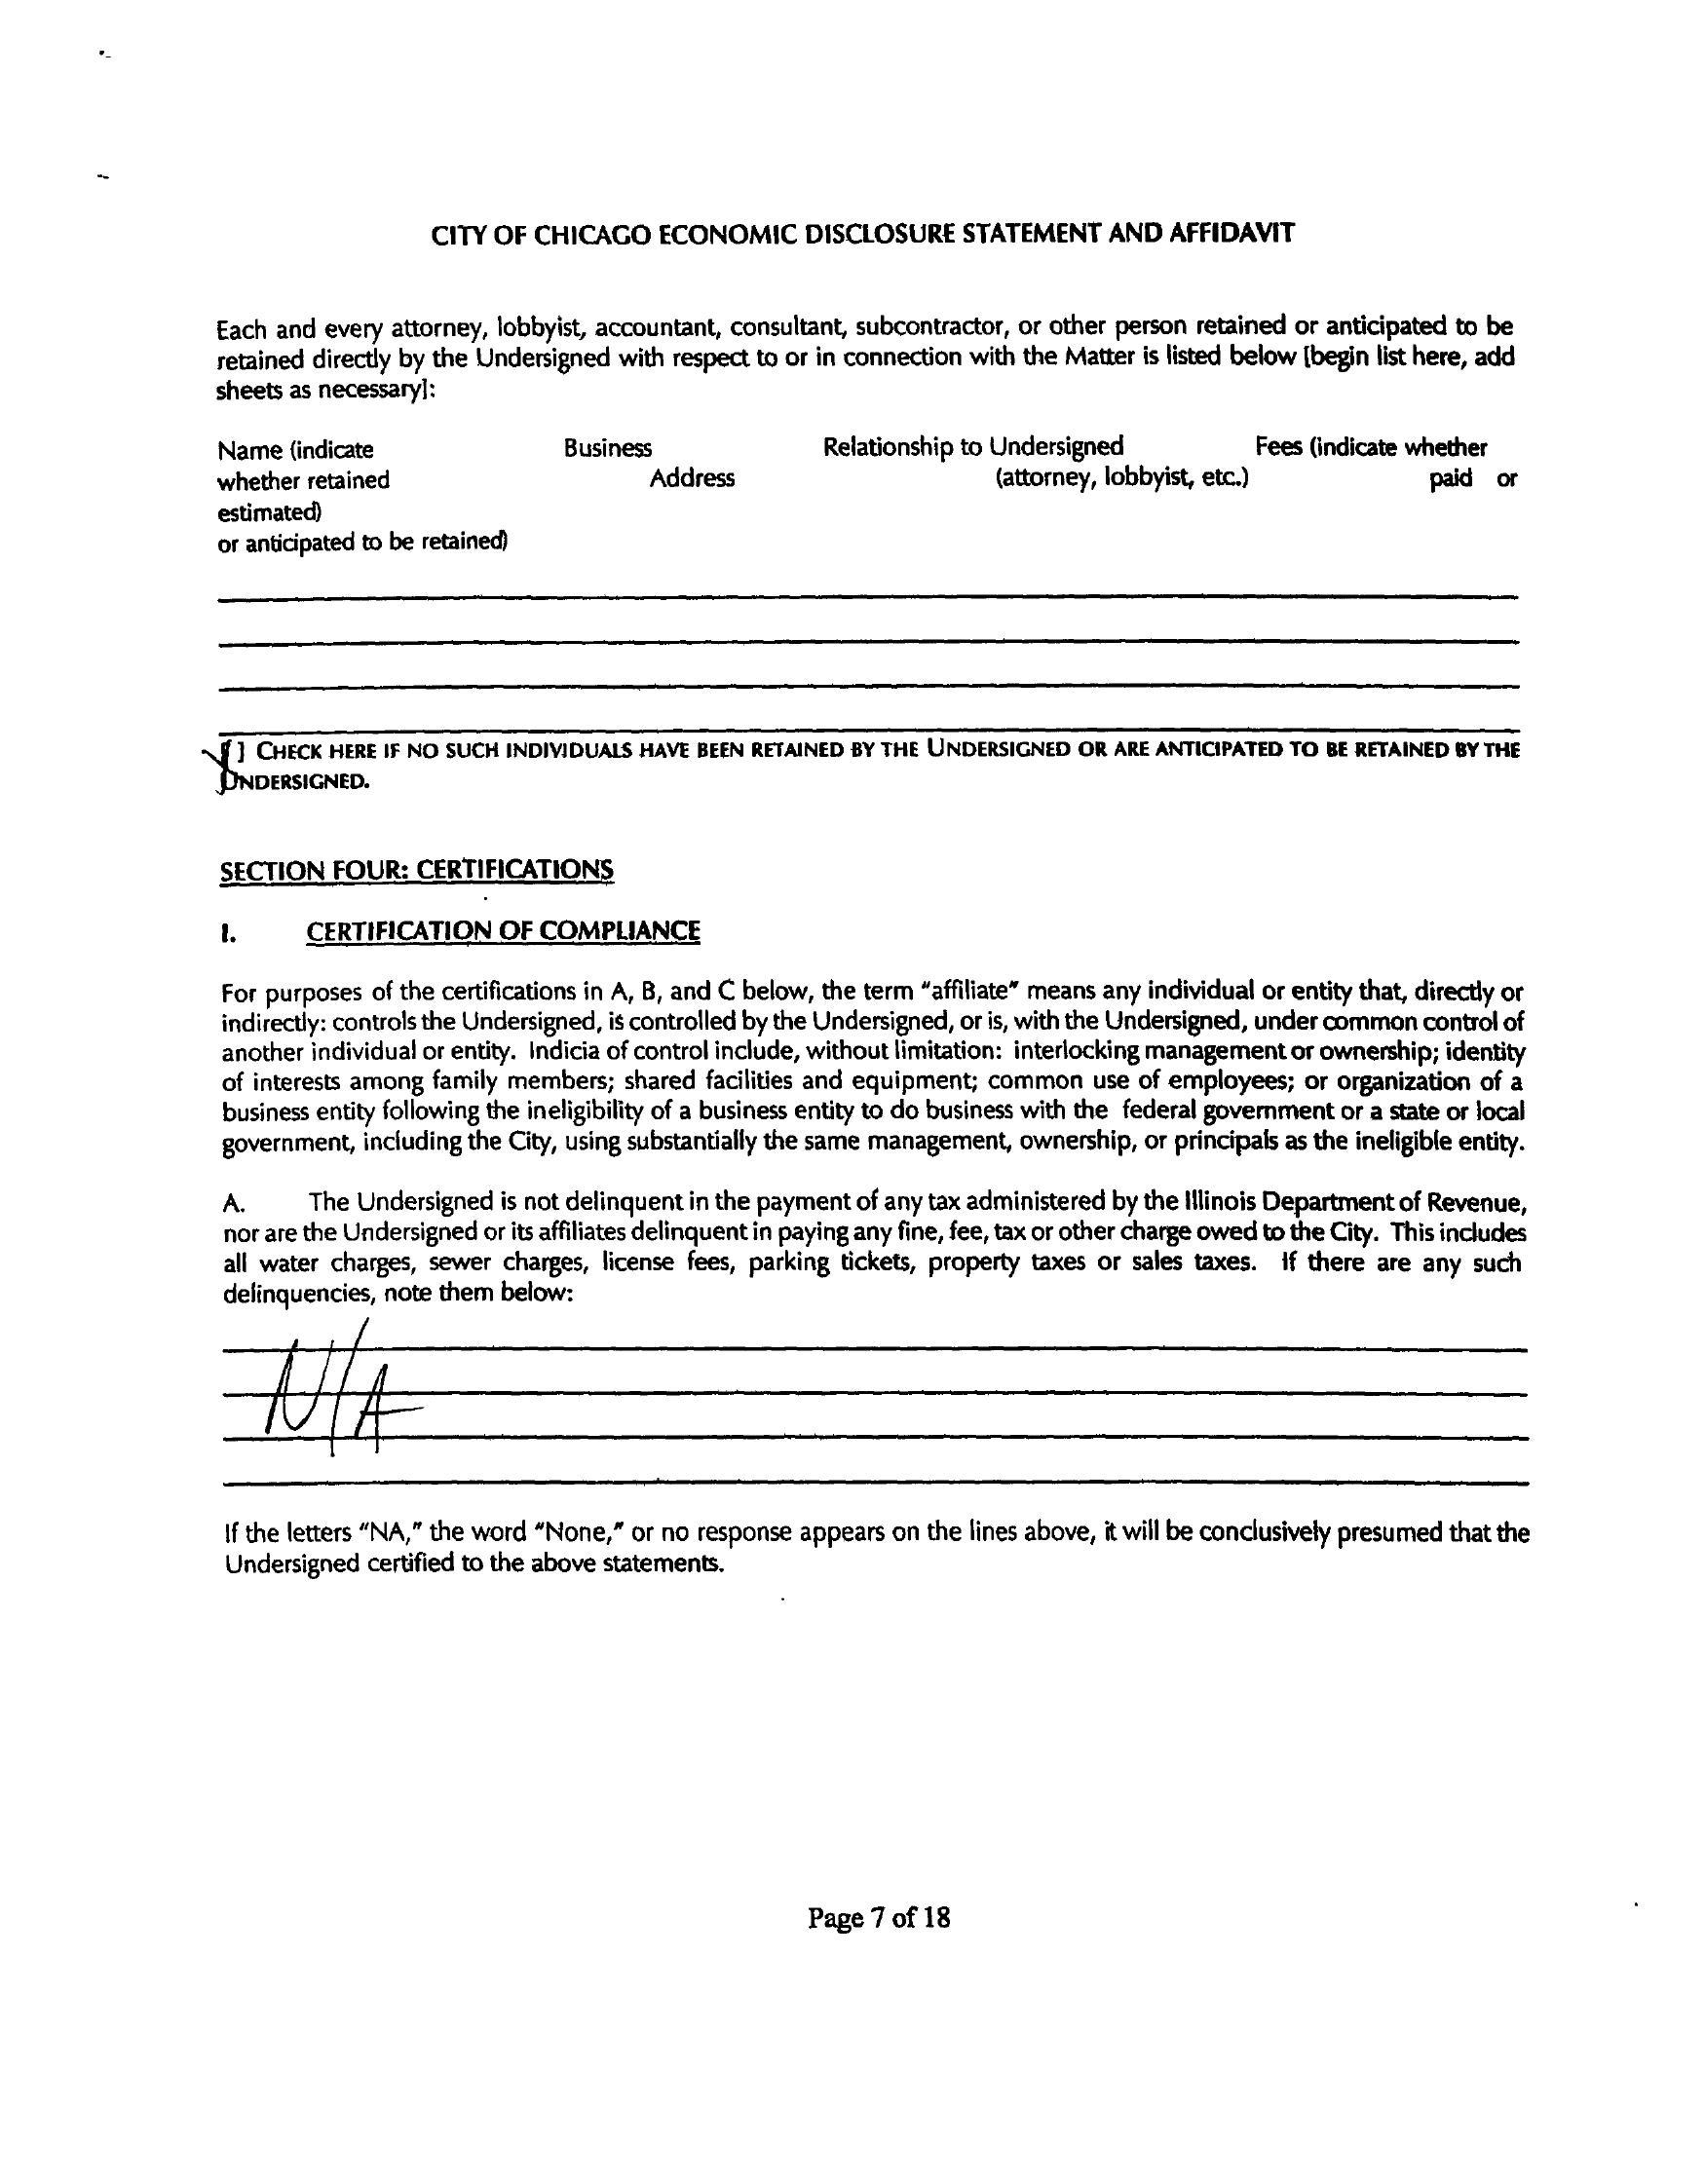 CITY OF CHICAGO ECONOMIC DISCLOSURE STATEMENT AND AFFIDAVIT
Each and every attorney, lobbyist, accountant, consultant, subcontractor, or other person retained or anticipated to be
retained directly by the Undersigned with respect to or in connection with the Matter is listed below [begin list here, add
sheets as necessary]:
Name (indicate Business Relationship to Undersigned Fees (indicate whether
whether retained Address (attorney, lobbyist, etc.) paid or
estimated)
or anticipated to be retained)
[ ] CHECK HERE IF NO SUCH INDIVIDUALS HAVE BEEN RETAINED BY THE UNDERSIGNED OR ARE ANTICIPATED TO BE RETAINED BY THE
UNDERSIGNED.
SECTION FOUR: CERTIFICATIONS
I. CERTIFICATION OF COMPLIANCE
For purposes of the certifications in A, B, and C below, the term "affiliate" means any individual or entity that, directly or
indirectly: controls the Undersigned, is controlled by the Undersigned, or is, with the Undersigned, under common control of
another individual or entity. Indicia of control include, without limitation: interlocking management or ownership; identity
of interests among family members; shared facilities and equipment; common use of employees; or organization of a
business entity following the ineligibility of a business entity to do business with the federal government or a state or local
government, including the City, using substantially the same management, ownership, or principals as the ineligible entity.
A. The Undersigned is not delinquent in the payment of any tax administered by the Illinois Department of Revenue,
nor are the Undersigned or its affiliates delinquent in paying any fine, fee, tax or other charge owed to the City. This includes
all water charges, sewer charges, license fees, parking tickets, property taxes or sales taxes. If there are any such
delinquencies, note them below:
N/A
If the letters "NA," the word "None," or no response appears on the lines above, it will be conclusively presumed that the
Undersigned certified to the above statements.
Page 7 of 18